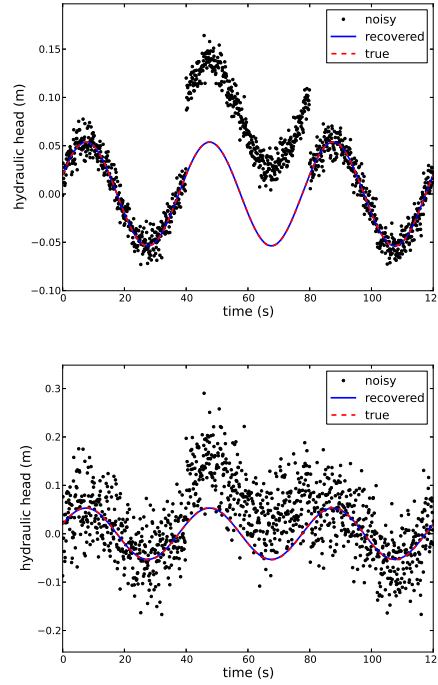 noisy
recovered
true
0.15
0.10
0.05
0.00
−0.05
−0.10
hydraulic head (m)
0 20 40 60 80 100 120
time (s)
noisy
recovered
true
0.3
0.2
0.1
0.0
−0.1
−0.2
hydraulic head (m)
0 20 40 60 80 100 120
time (s)